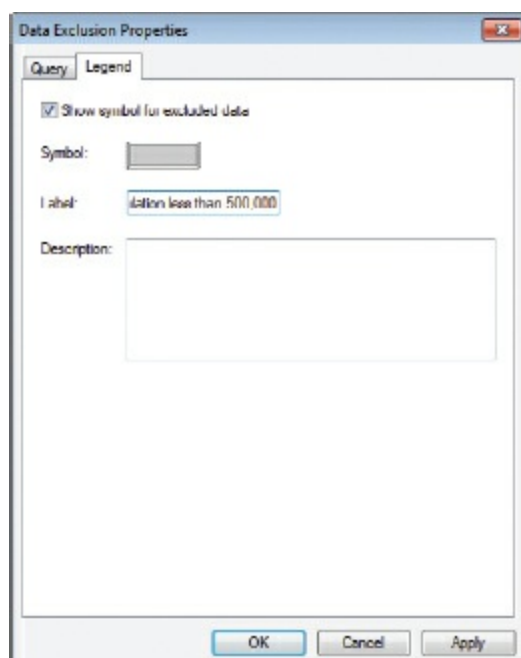 Data Exclusion Properties
Query Legend
Show symbol for excluded data
Symbol:
Label: ulation less than 500,000
Description:
OK Cancel Apply